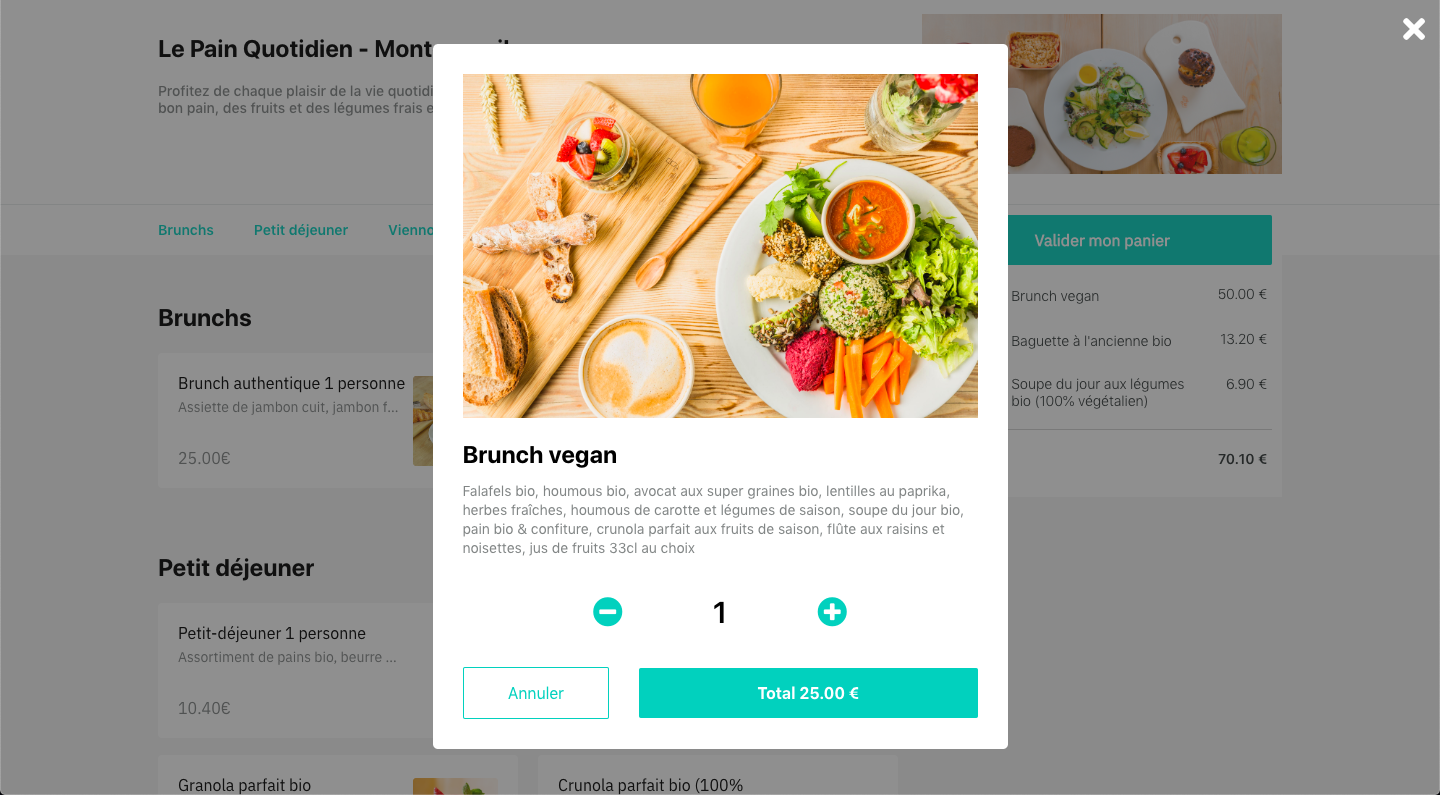 Le Pain Quotidien - Mont
Profitez de chaque plaisir de la vie quotidi
bon pain, des fruits et des légumes frais e
Brunchs
Petit déjeuner
Vienno
Valider mon panier
Brunch vegan
50.00 €
Baguette à l'ancienne bio
13.20 €
Soupe du jour aux légumes
bio (100% végétalien)
6.90 €
70.10 €
Brunchs
Brunch authentique 1 personne
Assiette de jambon cuit, jambon f...
25.00€
Petit déjeuner
Petit-déjeuner 1 personne
Assortiment de pains bio, beurre ...
10.40€
Granola parfait bio
Crunola parfait bio (100%
Brunch vegan
Falafels bio, houmous bio, avocat aux super graines bio, lentilles au paprika,
herbes fraîches, houmous de carotte et légumes de saison, soupe du jour bio,
pain bio & confiture, crunola parfait aux fruits de saison, flûte aux raisins et
noisettes, jus de fruits 33cl au choix
1
Annuler
Total 25.00 €